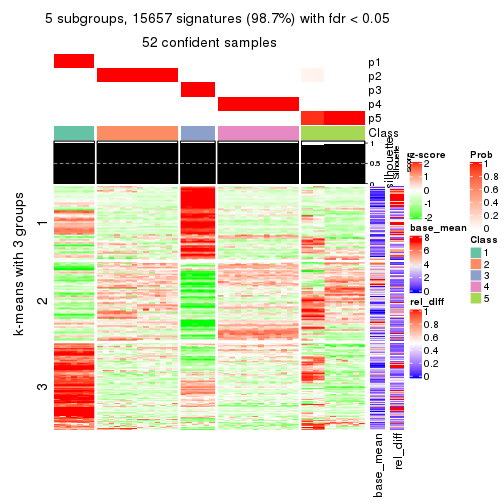 5 subgroups, 15657 signatures (98.7%) with fdr < 0.05
52 confident samples
p1
p2
p3
p4
p5
Class
1
0.5
0
silhouette
Silhouette
score
k-means with 3 groups
1
2
3
base_mean
rel_diff
z-score
2
1
0
-1
-2
base_mean
8
6
4
2
0
rel_diff
1
0.8
0.6
0.4
0.2
0
Prob
1
0.8
0.6
0.4
0.2
0
Class
1
2
3
4
5